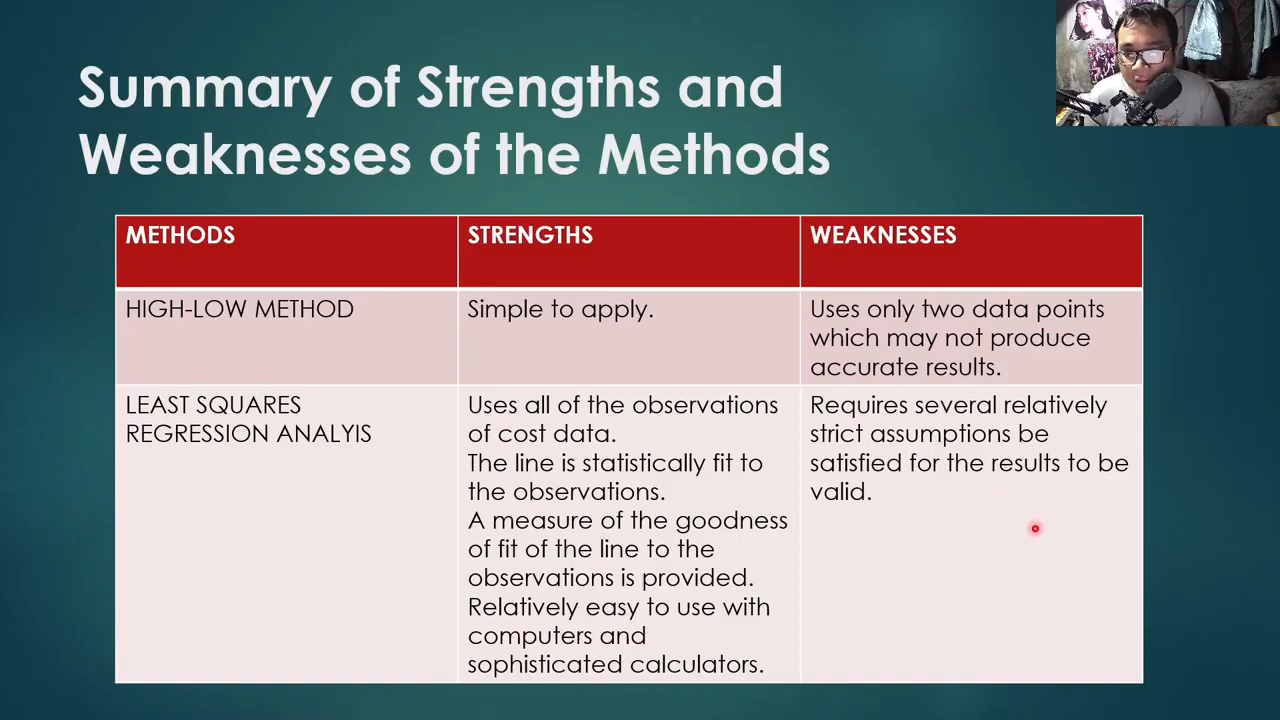 Summary of Strengths and
Weaknesses of the Methods
METHODS
STRENGTHS
WEAKNESSES
HIGH-LOW METHOD
Simple to apply.
Uses only two data points
which may not produce
accurate results.
LEAST SQUARES
REGRESSION ANALYIS
Uses all of the observations
of cost data.
The line is statistically fit to
the observations.
A measure of the goodness
of fit of the line to the
observations is provided.
Relatively easy to use with
computers and
sophisticated calculators.
Requires several relatively
strict assumptions be
satisfied for the results to be
valid.